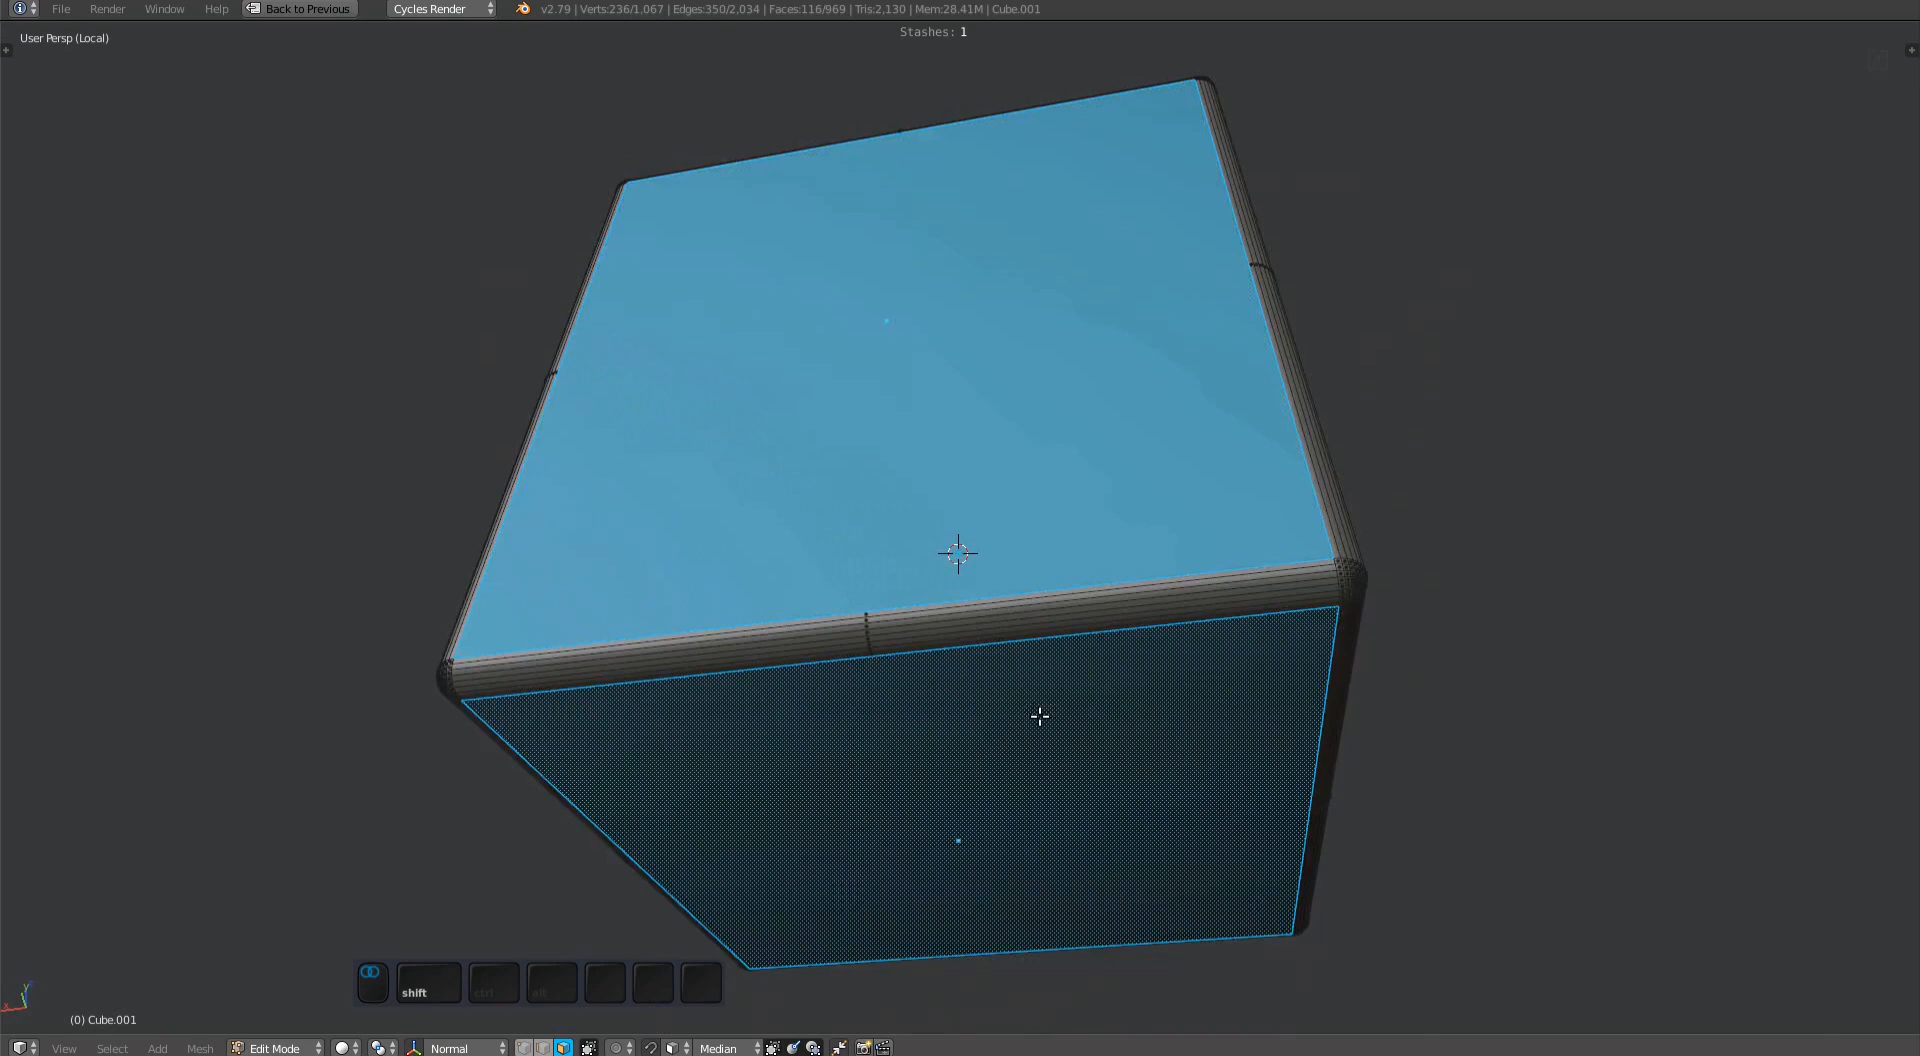 File Render Window Help Back to Previous Cycles Render v2.79 | Verts:236/1,067 | Edges:350/2,034 | Faces:116/969 | Tris:2,130 | Mem:28.41M | Cube.001
User Persp (Local)
Stashes: 1
shift ctrl alt
y
x
(0) Cube.001
View Select Add Mesh Edit Mode Normal Median